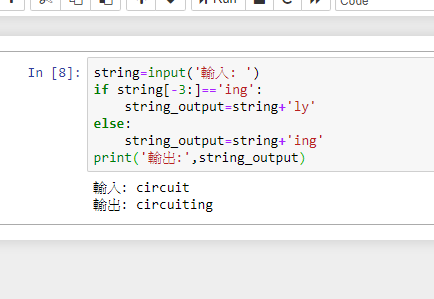 Run
Code
In [8]:
string=input('輸入: ')
if string[-3:]=='ing':
    string_output=string+'ly'
else:
    string_output=string+'ing'
print('輸出:',string_output)
輸入: circuit
輸出: circuiting